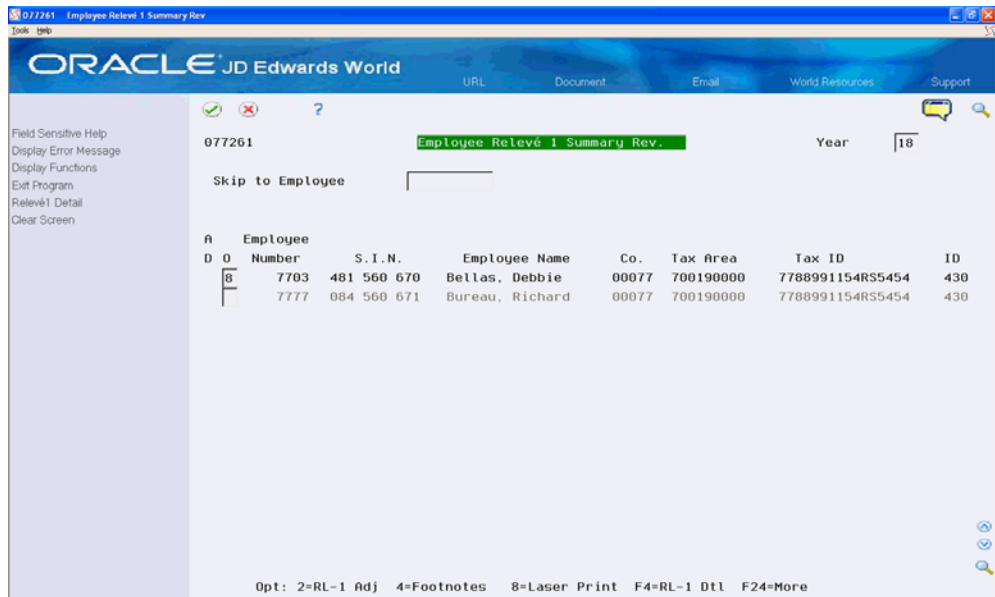 077261 Employee Relevé 1 Summary Rev
Tools Help
ORACLE JD Edwards World
URL Document Email World Resources Support
?
Field Sensitive Help
Display Error Message
Display Functions
Exit Program
Relevé1 Detail
Clear Screen
077261 Employee Relevé 1 Summary Rev. Year 18
Skip to Employee
A Employee
D O Number S.I.N. Employee Name Co. Tax Area Tax ID ID
8 7703 481 560 670 Bellas, Debbie 00077 700190000 7788991154RS5454 430
7777 084 560 671 Bureau, Richard 00077 700190000 7788991154RS5454 430
Opt: 2=RL-1 Adj 4=Footnotes 8=Laser Print F4=RL-1 Dtl F24=More